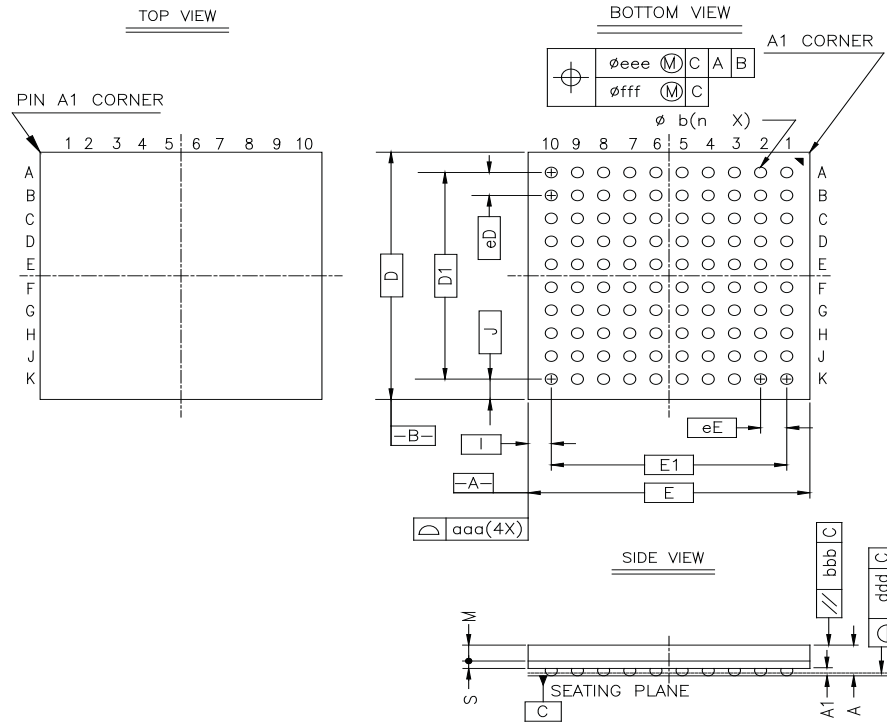 TOP VIEW
PIN A1 CORNER
1 2 3 4 5 6 7 8 9 10
A
B
C
D
E
F
G
H
J
K
BOTTOM VIEW
A1 CORNER
Øeee Ⓜ C A B
Øfff Ⓜ C
ø b(n X)
10 9 8 7 6 5 4 3 2 1
A
B
C
D
E
F
G
H
J
K
D
D1
eD
J
-B-
I
eE
E1
-A-
E
aaa(4X)
SIDE VIEW
// bbb C
ddd C
M
S
SEATING PLANE
C
A1
A